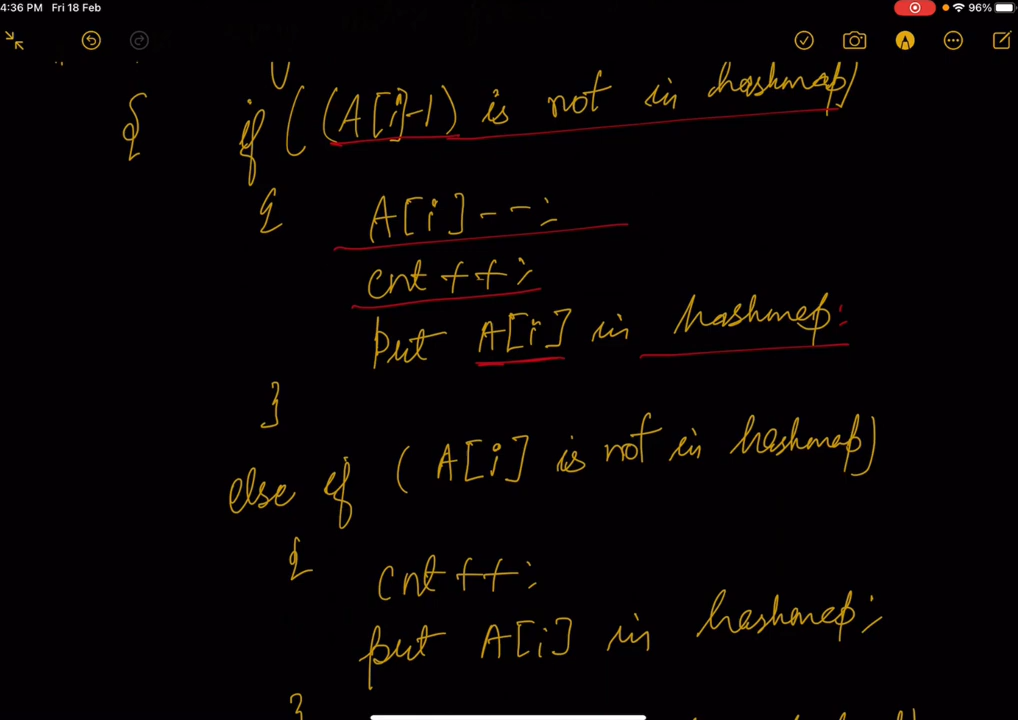 4:36 PM Fri 18 Feb 96%
{ if ((A[i]-1) is not in hashmap)
{ A[i]--;
cnt++;
put A[i] in hashmap;
}
else if (A[i] is not in hashmap)
{ cnt++;
put A[i] in hashmap;
}